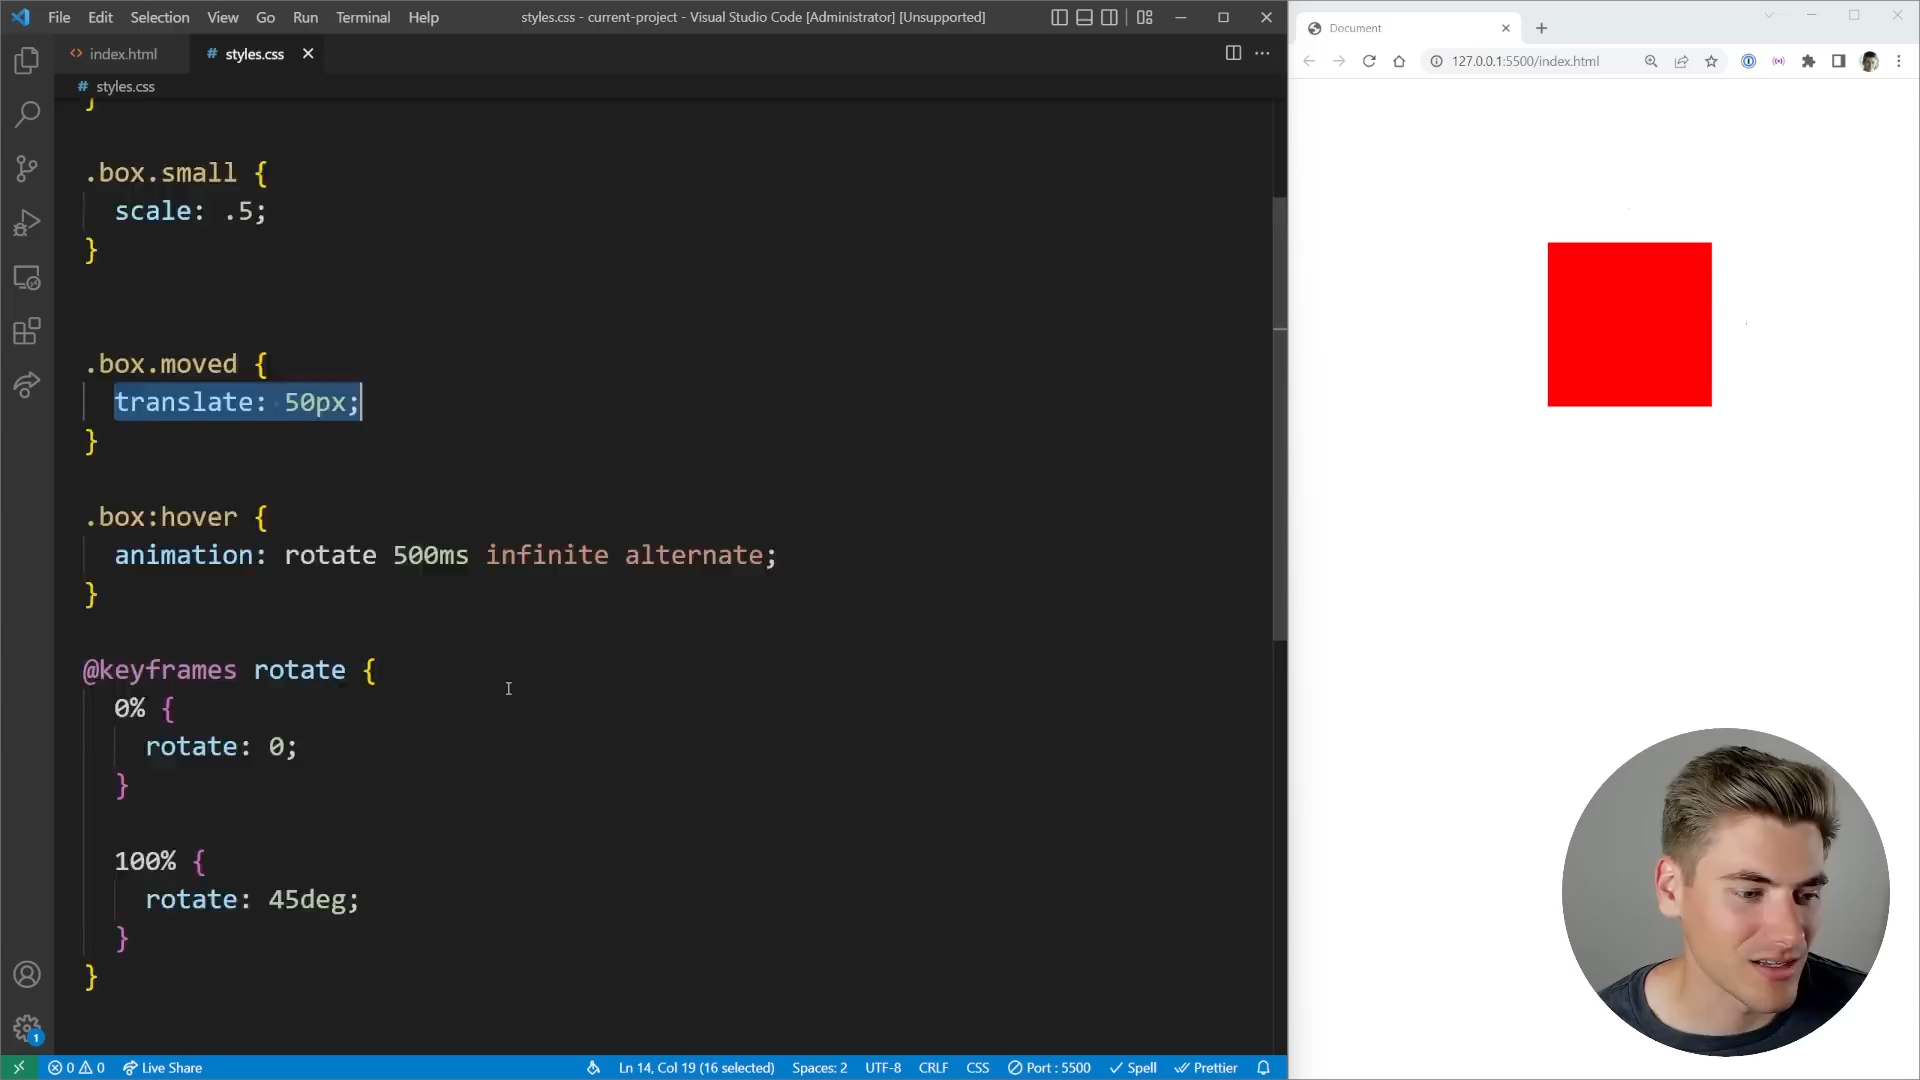 File Edit Selection View Go Run Terminal Help styles.css - current-project - Visual Studio Code [Administrator] [Unsupported]
Document
index.html styles.css
127.0.0.1:5500/index.html
# styles.css
}
.box.small {
scale: .5;
}
.box.moved {
translate: 50px;
}
.box:hover {
animation: rotate 500ms infinite alternate;
}
@keyframes rotate {
0% {
rotate: 0;
}
100% {
rotate: 45deg;
}
}
1
0 0 Live Share Ln 14, Col 19 (16 selected) Spaces: 2 UTF-8 CRLF CSS Port : 5500 Spell Prettier